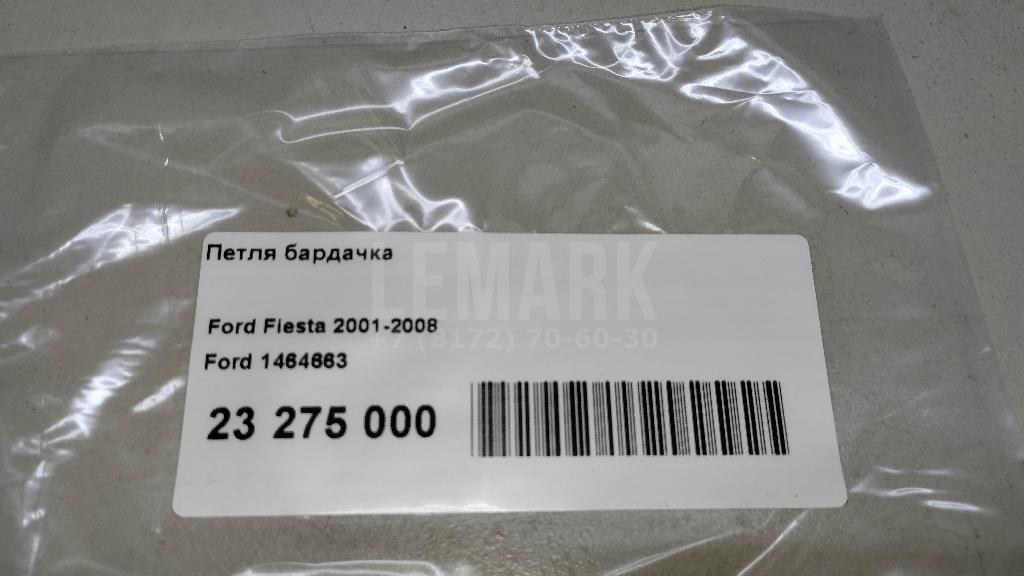 Петля бардачка
LEMARK
Ford Fiesta 2001-2008
+7 (8172) 70-60-30
Ford 1464663
23 275 000